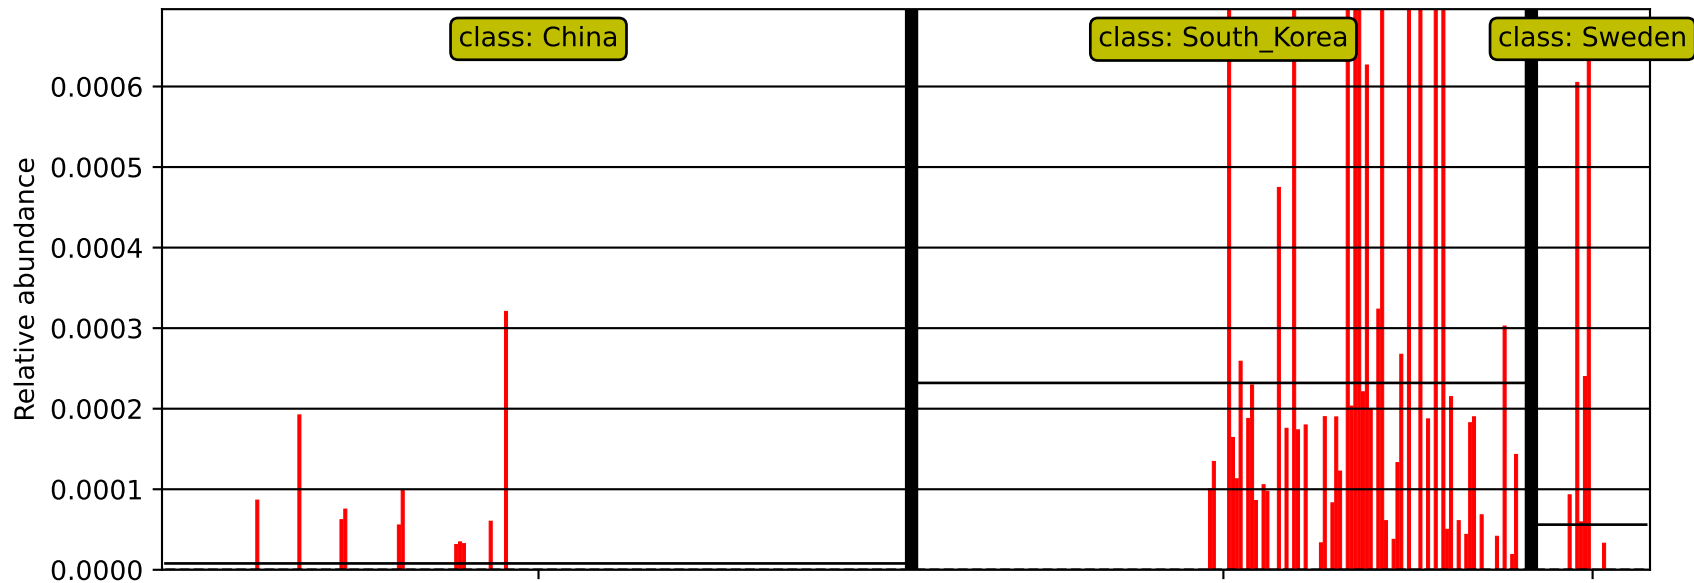 class: China
class: South_Korea
class: Sweden
0.0006
0.0005
0.0004
0.0003
0.0002
0.0001
0.0000
Relative abundance